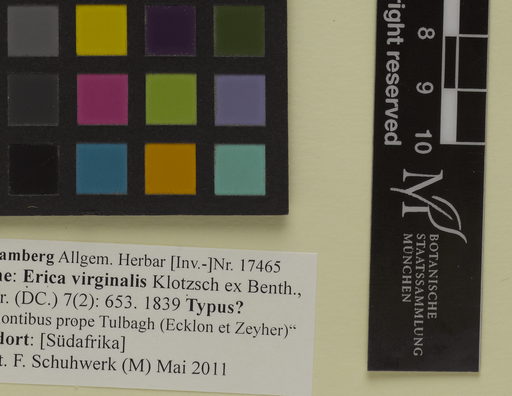 amberg Allgem. Herbar [Inv.-]Nr. 17465
ne: Erica virginalis Klotzsch ex Benth.,
r. (DC.) 7(2): 653. 1839 Typus?
ontibus prope Tulbagh (Ecklon et Zeyher)“
dort: [Südafrika]
t. F. Schuhwerk (M) Mai 2011
right reserved
8 9 10
M
BOTANISCHE
STAATSSAMMLUNG
MÜNCHEN